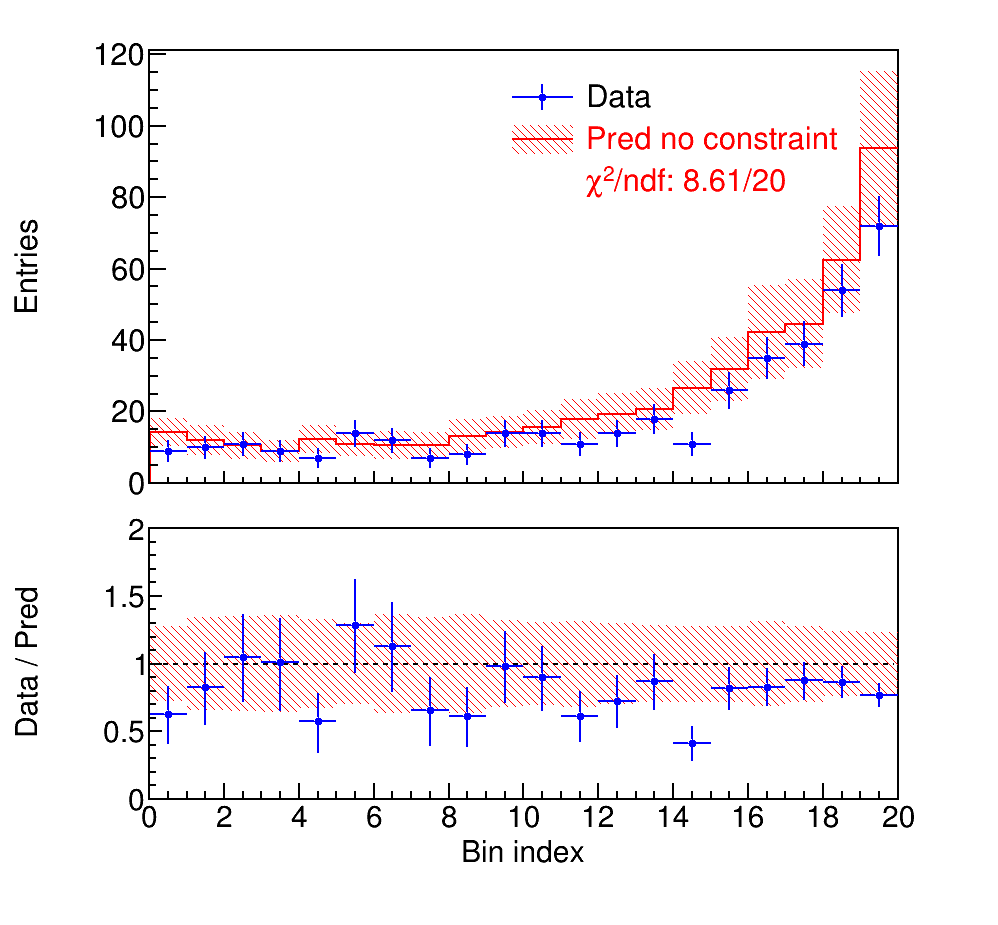 120
100
80
60
40
20
0
Entries
Data
Pred no constraint
χ²/ndf: 8.61/20
2
1.5
1
0.5
0
Data / Pred
0 2 4 6 8 10 12 14 16 18 20
Bin index